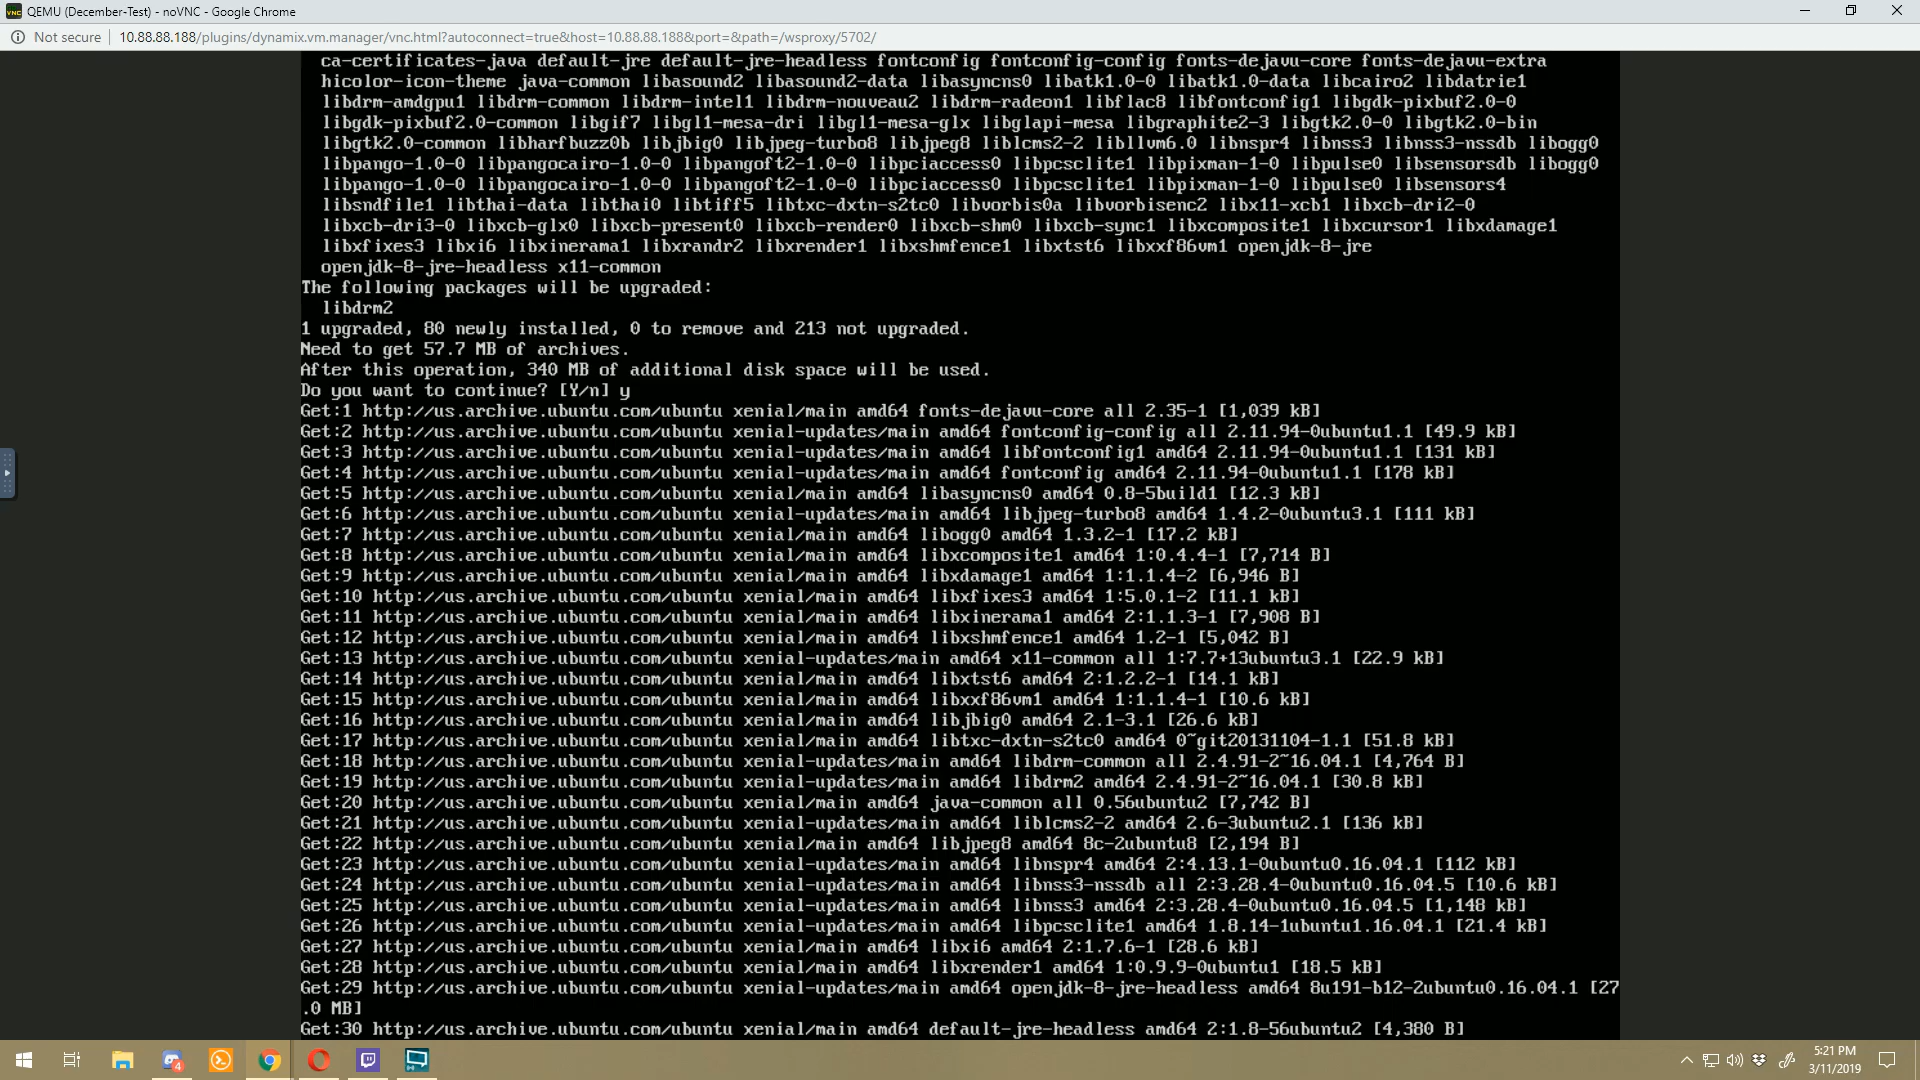 QEMU (December-Test) - noVNC - Google Chrome
Not secure | 10.88.88.188/plugins/dynamix.vm.manager/vnc.html?autoconnect=true&host=10.88.88.188&port=&path=/wsproxy/5702/
ca-certificates-java default-jre default-jre-headless fontconfig fontconfig-config fonts-dejavu-core fonts-dejavu-extra
hicolor-icon-theme java-common libasound2 libasound2-data libasyncns0 libatk1.0-0 libatk1.0-data libcairo2 libdatrie1
libdrm-amdgpu1 libdrm-common libdrm-intel1 libdrm-nouveau2 libdrm-radeon1 libflac8 libfontconfig1 libgdk-pixbuf2.0-0
libgdk-pixbuf2.0-common libgif7 libgl1-mesa-dri libgl1-mesa-glx libglapi-mesa libgraphite2-3 libgtk2.0-0 libgtk2.0-bin
libgtk2.0-common libharfbuzz0b libjbig0 libjpeg-turbo8 libjpeg8 liblcms2-2 libllvm6.0 libnspr4 libnss3 libnss3-nssdb libogg0
libpango-1.0-0 libpangocairo-1.0-0 libpangoft2-1.0-0 libpciaccess0 libpcsclite1 libpixman-1-0 libpulse0 libsensorsdb libogg0
libpango-1.0-0 libpangocairo-1.0-0 libpangoft2-1.0-0 libpciaccess0 libpcsclite1 libpixman-1-0 libpulse0 libsensors4
libsndfile1 libthai-data libthai0 libtiff5 libtxc-dxtn-s2tc0 libvorbis0a libvorbisenc2 libx11-xcb1 libxcb-dri2-0
libxcb-dri3-0 libxcb-glx0 libxcb-present0 libxcb-render0 libxcb-shm0 libxcb-sync1 libxcomposite1 libxcursor1 libxdamage1
libxfixes3 libxi6 libxinerama1 libxrandr2 libxrender1 libxshmfence1 libxtst6 libxxf86vm1 openjdk-8-jre
openjdk-8-jre-headless x11-common
The following packages will be upgraded:
libdrm2
1 upgraded, 80 newly installed, 0 to remove and 213 not upgraded.
Need to get 57.7 MB of archives.
After this operation, 340 MB of additional disk space will be used.
Do you want to continue? [Y/n] y
Get:1 http://us.archive.ubuntu.com/ubuntu xenial/main amd64 fonts-dejavu-core all 2.35-1 [1,039 kB]
Get:2 http://us.archive.ubuntu.com/ubuntu xenial-updates/main amd64 fontconfig-config all 2.11.94-0ubuntu1.1 [49.9 kB]
Get:3 http://us.archive.ubuntu.com/ubuntu xenial-updates/main amd64 libfontconfig1 amd64 2.11.94-0ubuntu1.1 [131 kB]
Get:4 http://us.archive.ubuntu.com/ubuntu xenial-updates/main amd64 fontconfig amd64 2.11.94-0ubuntu1.1 [178 kB]
Get:5 http://us.archive.ubuntu.com/ubuntu xenial/main amd64 libasyncns0 amd64 0.8-5build1 [12.3 kB]
Get:6 http://us.archive.ubuntu.com/ubuntu xenial-updates/main amd64 libjpeg-turbo8 amd64 1.4.2-0ubuntu3.1 [111 kB]
Get:7 http://us.archive.ubuntu.com/ubuntu xenial/main amd64 libogg0 amd64 1.3.2-1 [17.2 kB]
Get:8 http://us.archive.ubuntu.com/ubuntu xenial/main amd64 libxcomposite1 amd64 1:0.4.4-1 [7,714 B]
Get:9 http://us.archive.ubuntu.com/ubuntu xenial/main amd64 libxdamage1 amd64 1:1.1.4-2 [6,946 B]
Get:10 http://us.archive.ubuntu.com/ubuntu xenial/main amd64 libxfixes3 amd64 1:5.0.1-2 [11.1 kB]
Get:11 http://us.archive.ubuntu.com/ubuntu xenial/main amd64 libxinerama1 amd64 2:1.1.3-1 [7,908 B]
Get:12 http://us.archive.ubuntu.com/ubuntu xenial/main amd64 libxshmfence1 amd64 1.2-1 [5,042 B]
Get:13 http://us.archive.ubuntu.com/ubuntu xenial-updates/main amd64 x11-common all 1:7.7+13ubuntu3.1 [22.9 kB]
Get:14 http://us.archive.ubuntu.com/ubuntu xenial/main amd64 libxtst6 amd64 2:1.2.2-1 [14.1 kB]
Get:15 http://us.archive.ubuntu.com/ubuntu xenial/main amd64 libxxf86vm1 amd64 1:1.1.4-1 [10.6 kB]
Get:16 http://us.archive.ubuntu.com/ubuntu xenial/main amd64 libjbig0 amd64 2.1-3.1 [26.6 kB]
Get:17 http://us.archive.ubuntu.com/ubuntu xenial/main amd64 libtxc-dxtn-s2tc0 amd64 0~git20131104-1.1 [51.8 kB]
Get:18 http://us.archive.ubuntu.com/ubuntu xenial-updates/main amd64 libdrm-common all 2.4.91-2~16.04.1 [4,764 B]
Get:19 http://us.archive.ubuntu.com/ubuntu xenial-updates/main amd64 libdrm2 amd64 2.4.91-2~16.04.1 [30.8 kB]
Get:20 http://us.archive.ubuntu.com/ubuntu xenial/main amd64 java-common all 0.56ubuntu2 [7,742 B]
Get:21 http://us.archive.ubuntu.com/ubuntu xenial-updates/main amd64 liblcms2-2 amd64 2.6-3ubuntu2.1 [136 kB]
Get:22 http://us.archive.ubuntu.com/ubuntu xenial/main amd64 libjpeg8 amd64 8c-2ubuntu8 [2,194 B]
Get:23 http://us.archive.ubuntu.com/ubuntu xenial-updates/main amd64 libnspr4 amd64 2:4.13.1-0ubuntu0.16.04.1 [112 kB]
Get:24 http://us.archive.ubuntu.com/ubuntu xenial-updates/main amd64 libnss3-nssdb all 2:3.28.4-0ubuntu0.16.04.5 [10.6 kB]
Get:25 http://us.archive.ubuntu.com/ubuntu xenial-updates/main amd64 libnss3 amd64 2:3.28.4-0ubuntu0.16.04.5 [1,148 kB]
Get:26 http://us.archive.ubuntu.com/ubuntu xenial-updates/main amd64 libpcsclite1 amd64 1.8.14-1ubuntu1.16.04.1 [21.4 kB]
Get:27 http://us.archive.ubuntu.com/ubuntu xenial/main amd64 libxi6 amd64 2:1.7.6-1 [28.6 kB]
Get:28 http://us.archive.ubuntu.com/ubuntu xenial/main amd64 libxrender1 amd64 1:0.9.9-0ubuntu1 [18.5 kB]
Get:29 http://us.archive.ubuntu.com/ubuntu xenial-updates/main amd64 openjdk-8-jre-headless amd64 8u191-b12-2ubuntu0.16.04.1 [27
.0 MB]
Get:30 http://us.archive.ubuntu.com/ubuntu xenial/main amd64 default-jre-headless amd64 2:1.8-56ubuntu2 [4,380 B]
4
5:21 PM
3/11/2019